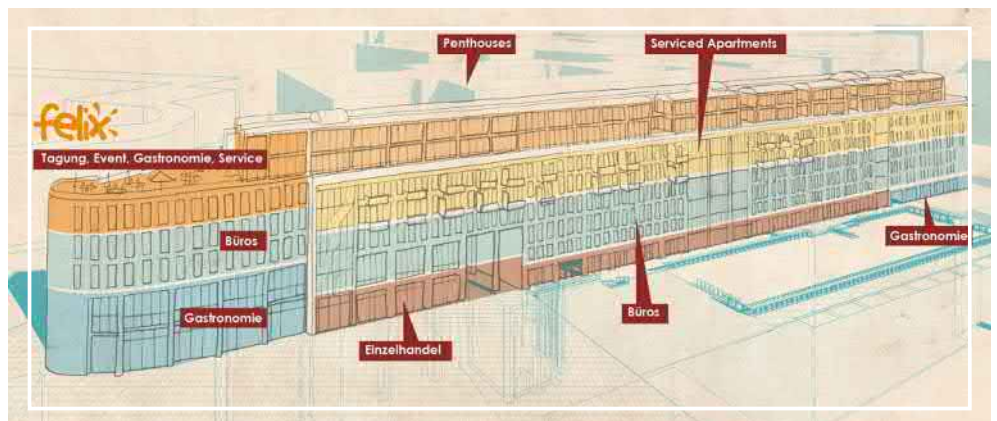 Penthouses
Serviced Apartments
felix
Tagung, Event, Gastronomie, Service
Büros
Gastronomie
Gastronomie
Büros
Einzelhandel